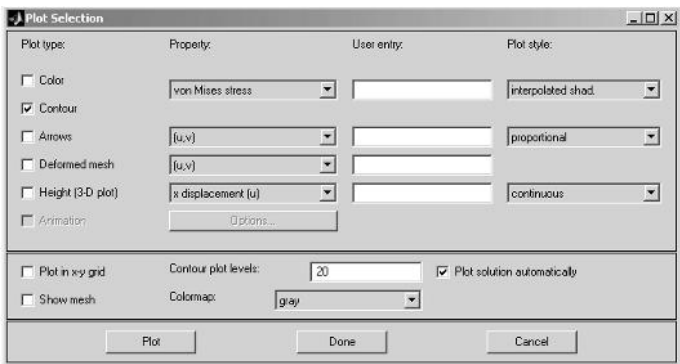 Plot Selection
Plot type: Property: User entry: Plot style:
Color
von Mises stress interpolated shad.
Contour
Arrows (u,v) proportional
Deformed mesh (u,v)
Height (3-D plot) x displacement (u) continuous
Animation Options...
Plot in x-y grid Contour plot levels: 20 Plot solution automatically
Show mesh Colormap: gray
Plot Done Cancel